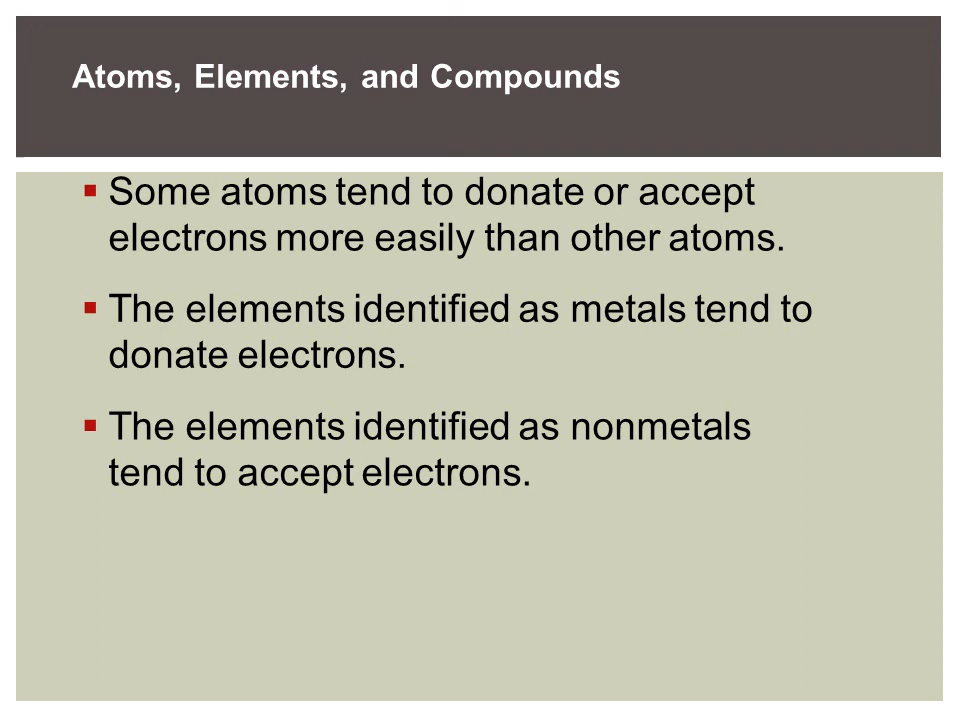 Atoms, Elements, and Compounds
▪ Some atoms tend to donate or accept
electrons more easily than other atoms.
▪ The elements identified as metals tend to
donate electrons.
▪ The elements identified as nonmetals
tend to accept electrons.